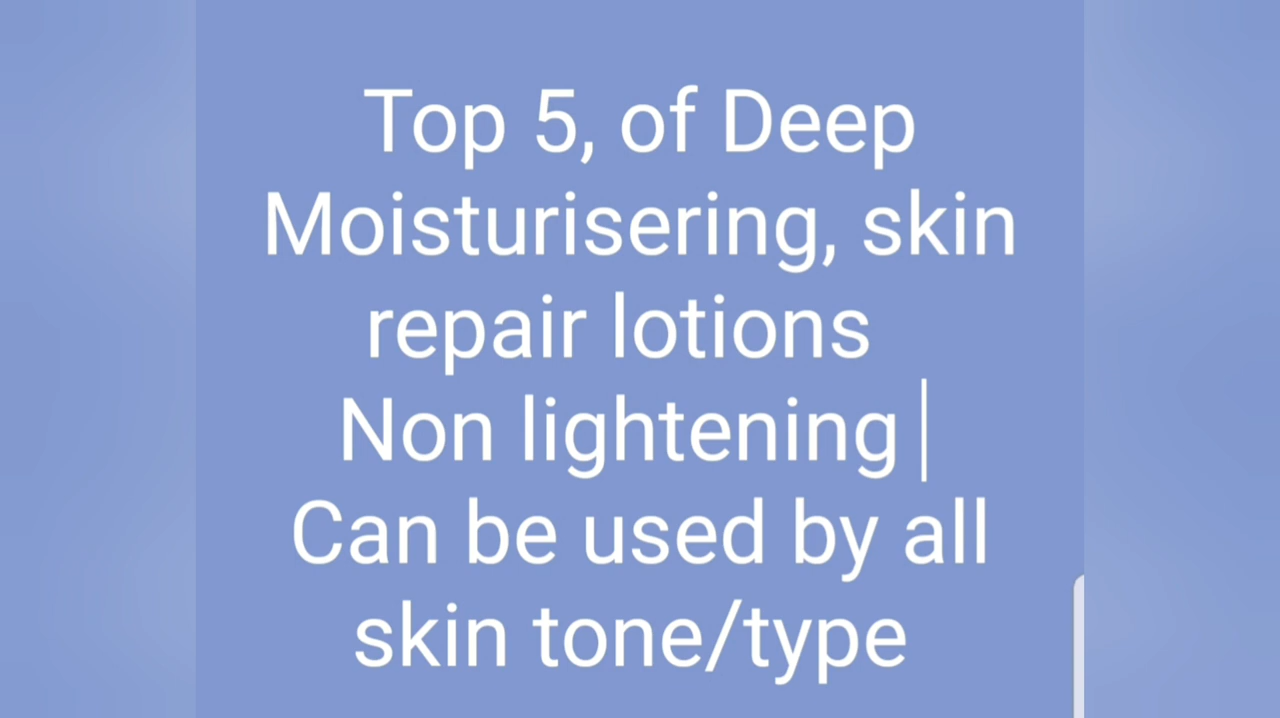 Top 5, of Deep
Moisturisering, skin
repair lotions
Non lightening
Can be used by all
skin tone/type